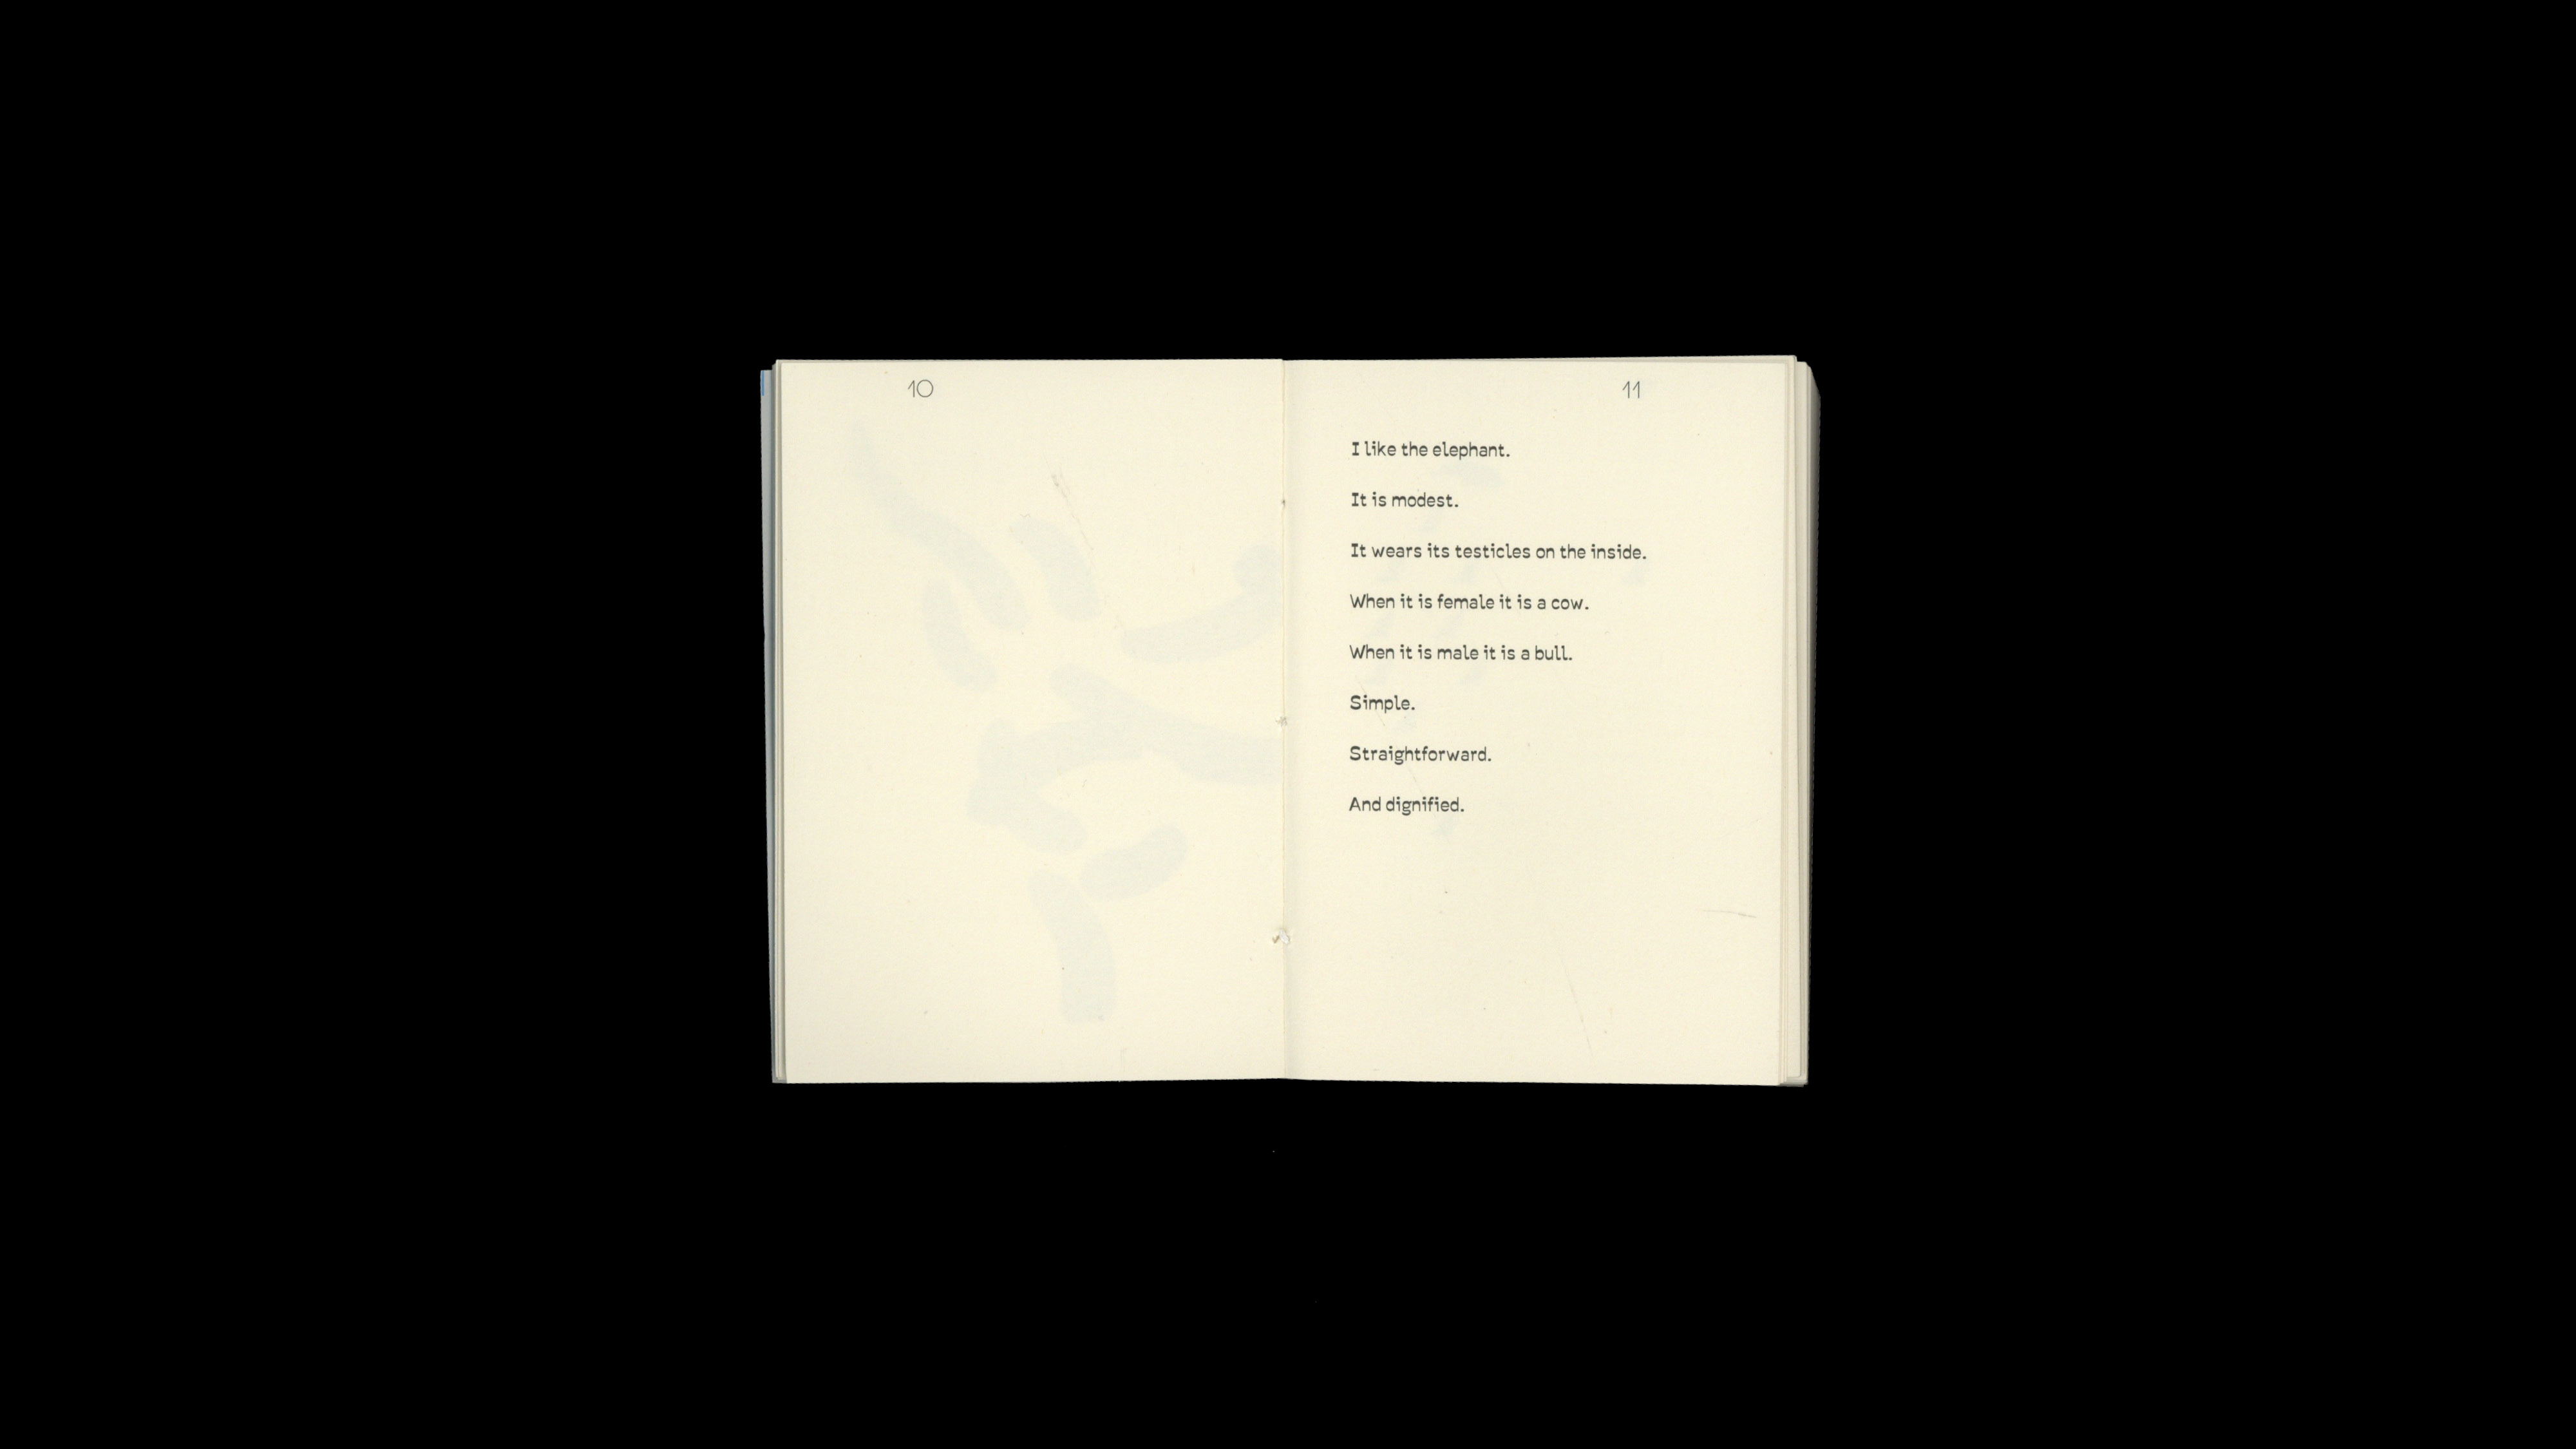 10
11
I like the elephant.
It is modest.
It wears its testicles on the inside.
When it is female it is a cow.
When it is male it is a bull.
Simple.
Straightforward.
And dignified.